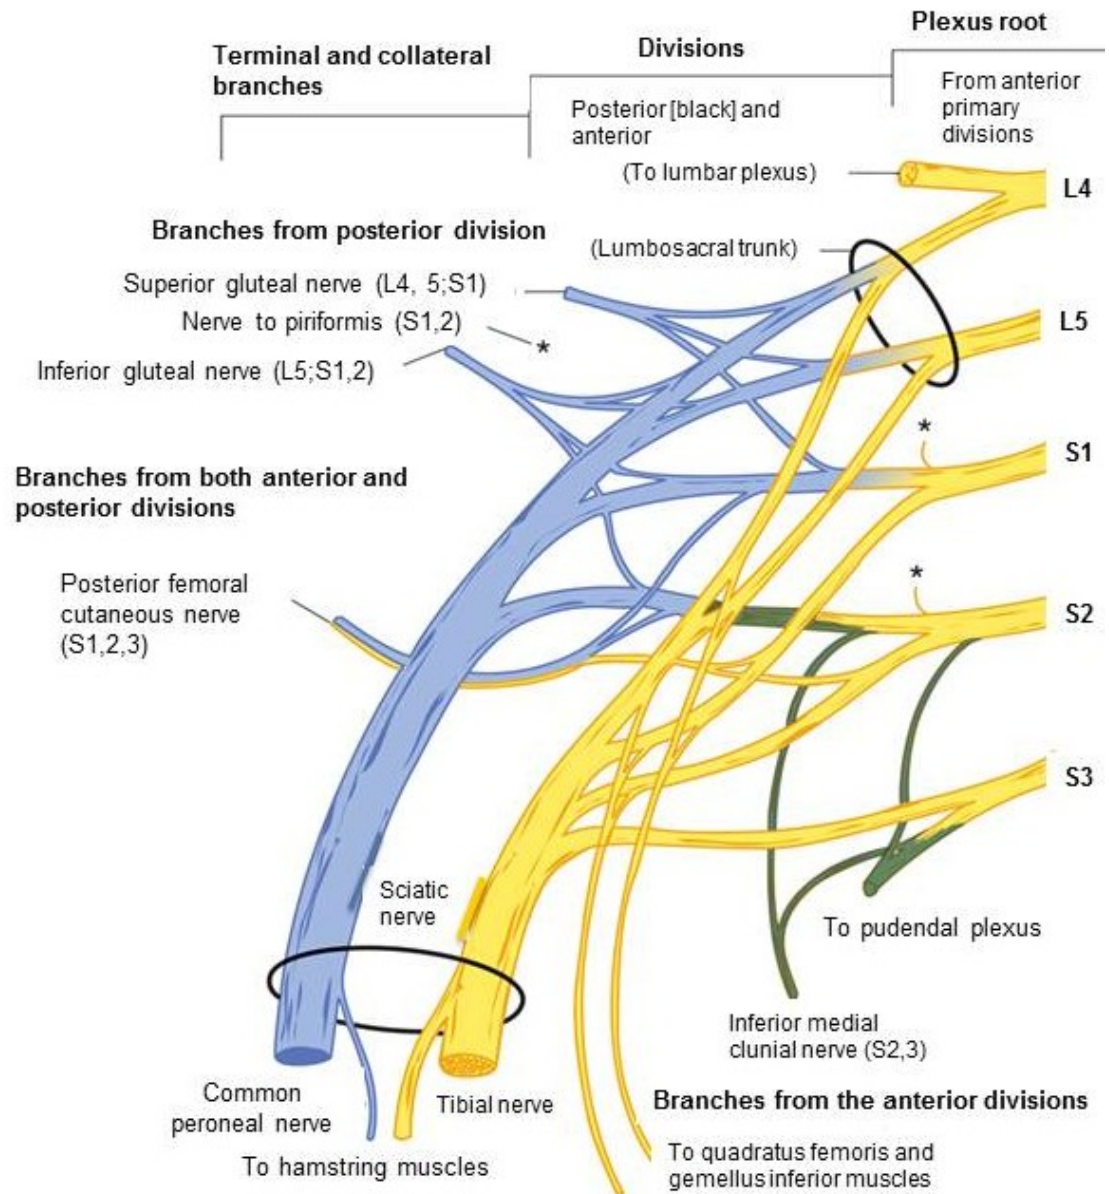 Plexus root
Divisions
Terminal and collateral
branches
From anterior
primary
divisions
Posterior [black] and
anterior
(To lumbar plexus)
L4
Branches from posterior division
(Lumbosacral trunk)
Superior gluteal nerve (L4, 5;S1)
Nerve to piriformis (S1,2)
*
L5
Inferior gluteal nerve (L5;S1,2)
*
S1
Branches from both anterior and
posterior divisions
Posterior femoral
cutaneous nerve
(S1,2,3)
*
S2
S3
Sciatic
nerve
To pudendal plexus
Inferior medial
clunial nerve (S2,3)
Common
peroneal nerve
Tibial nerve
To hamstring muscles
Branches from the anterior divisions
To quadratus femoris and
gemellus inferior muscles